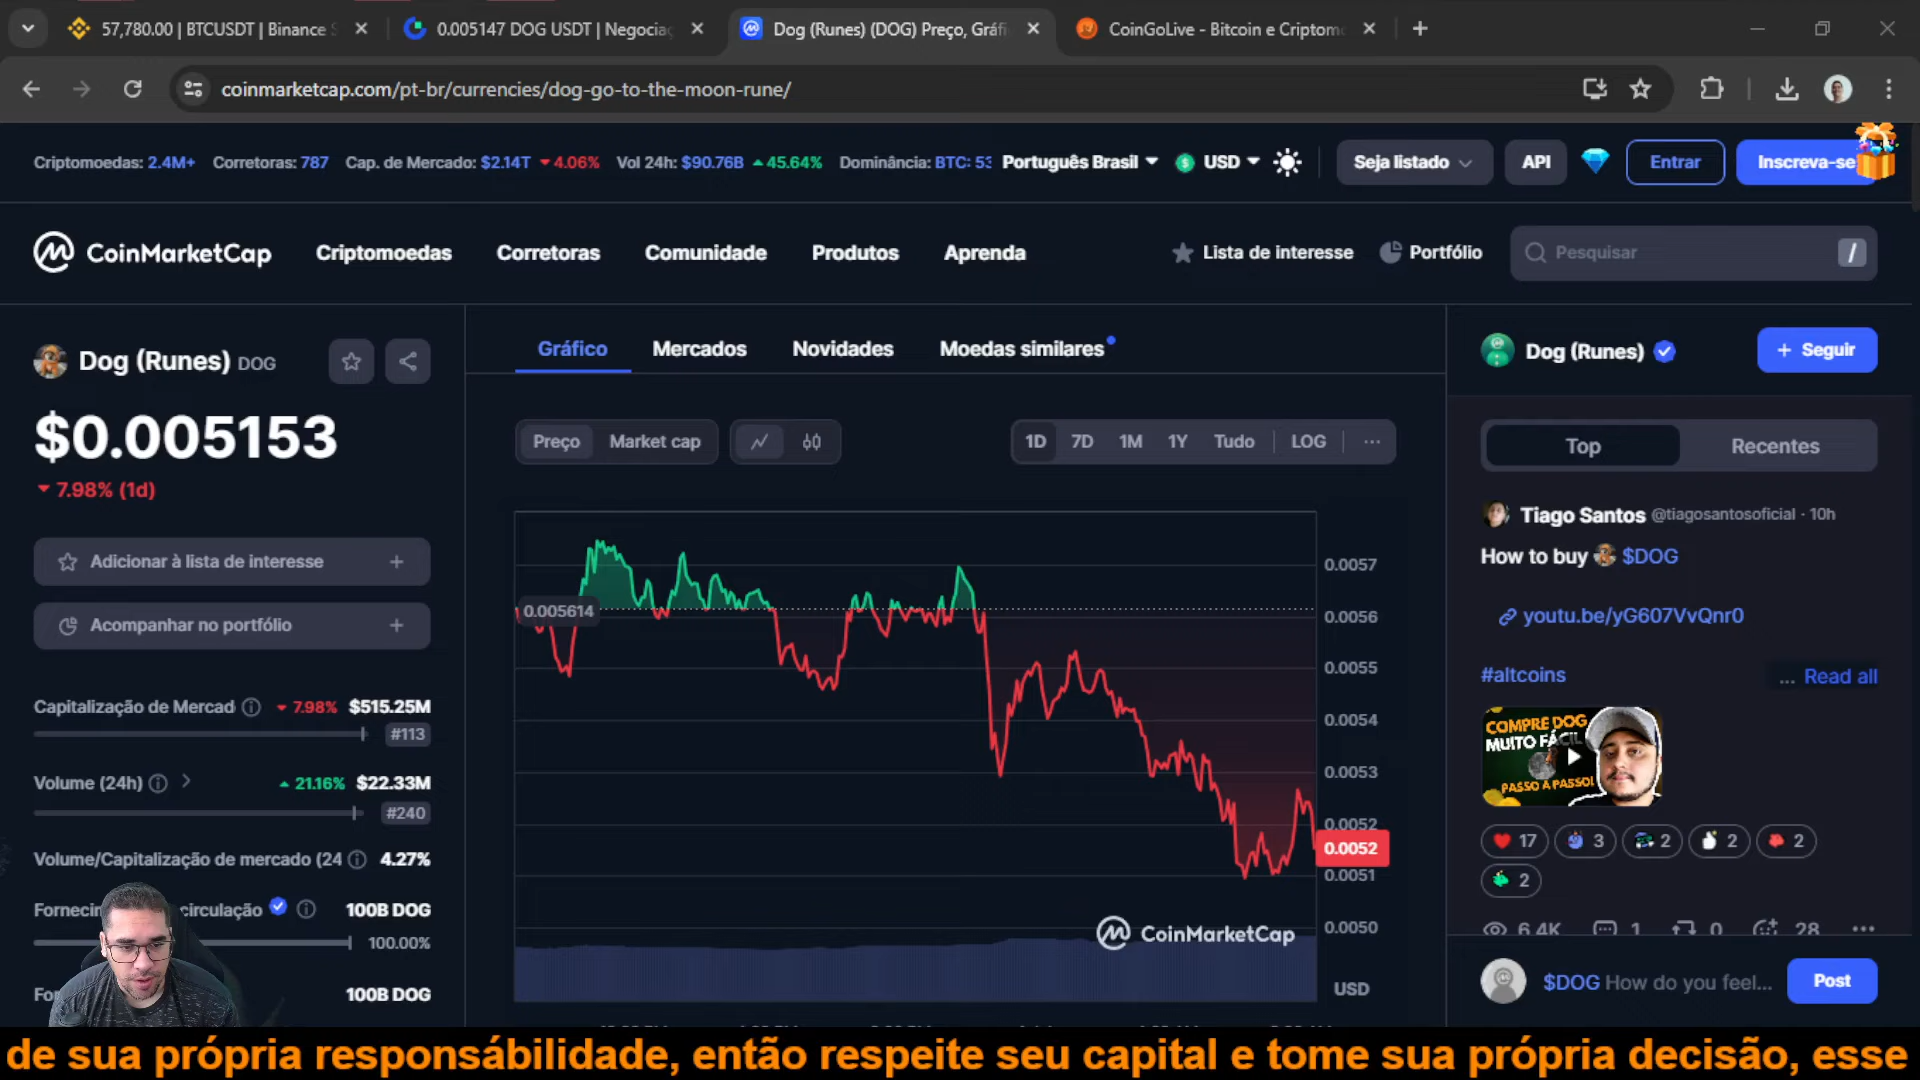 57,780.00 | BTCUSDT | Binance S
0.005147 DOG USDT | Negociaç
Dog (Runes) (DOG) Preço, Gráfi
CoinGoLive - Bitcoin e Criptomo
coinmarketcap.com/pt-br/currencies/dog-go-to-the-moon-rune/
Criptomoedas: 2.4M+ Corretoras: 787 Cap. de Mercado: $2.14T 4.06% Vol 24h: $90.76B 45.64% Dominância: BTC: 53
Português Brasil USD Seja listado API Entrar Inscreva-se
CoinMarketCap Criptomoedas Corretoras Comunidade Produtos Aprenda
Lista de interesse Portfólio Pesquisar /
Dog (Runes) DOG
$0.005153
7.98% (1d)
Adicionar à lista de interesse +
Acompanhar no portfólio +
Capitalização de Mercad 7.98% $515.25M
#113
Volume (24h) 21.16% $22.33M
#240
Volume/Capitalização de mercado (24 4.27%
Fornecin circulação 100B DOG
100.00%
For 100B DOG
Gráfico Mercados Novidades Moedas similares
Preço Market cap
1D 7D 1M 1Y Tudo LOG ...
0.005614
0.0057
0.0056
0.0055
0.0054
0.0053
0.0052
0.0052
0.0051
0.0050
CoinMarketCap
USD
Dog (Runes) + Seguir
Top Recentes
Tiago Santos @tiagosantosoficial · 10h
How to buy $DOG
youtu.be/yG607VvQnr0
#altcoins ... Read all
COMPRE DOG
MUITO FÁCIL
PASSO A PASSO!
17 3 2 2 2
2
6.4K 1 0 28 ...
$DOG How do you feel... Post
de sua própria responsábilidade, então respeite seu capital e tome sua própria decisão, esse